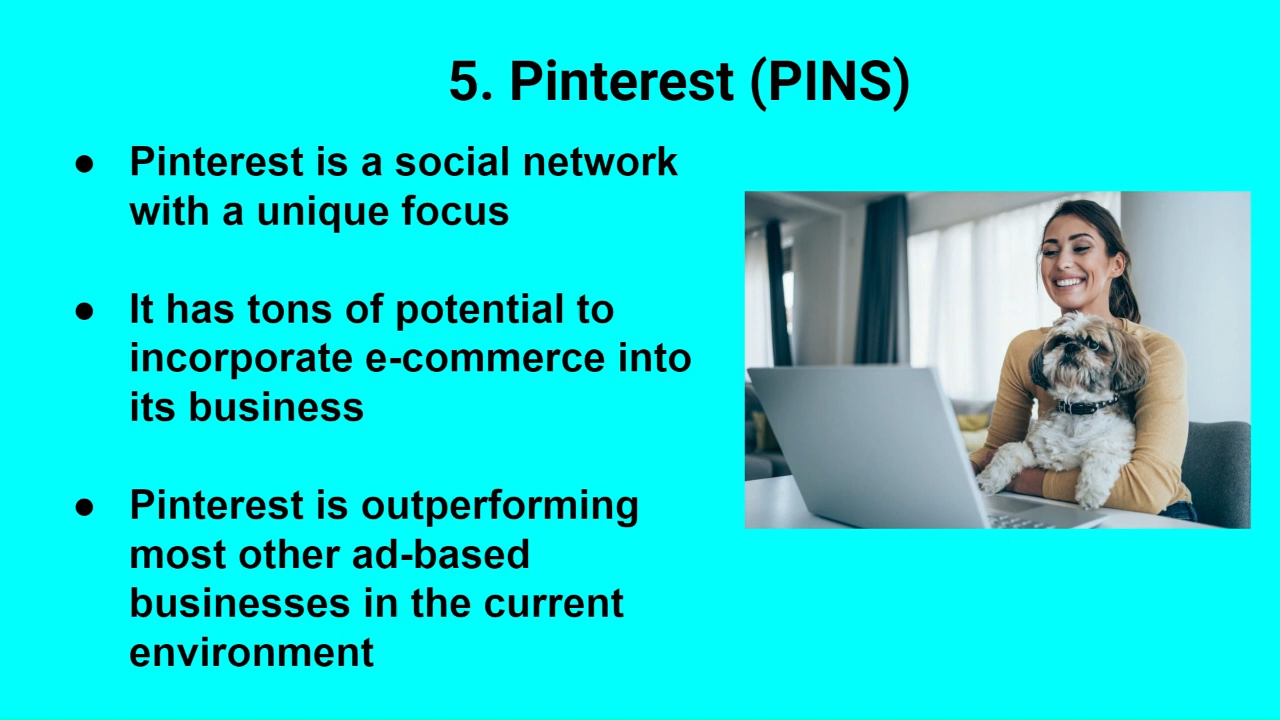 5. Pinterest (PINS)
● Pinterest is a social network
with a unique focus
● It has tons of potential to
incorporate e-commerce into
its business
● Pinterest is outperforming
most other ad-based
businesses in the current
environment